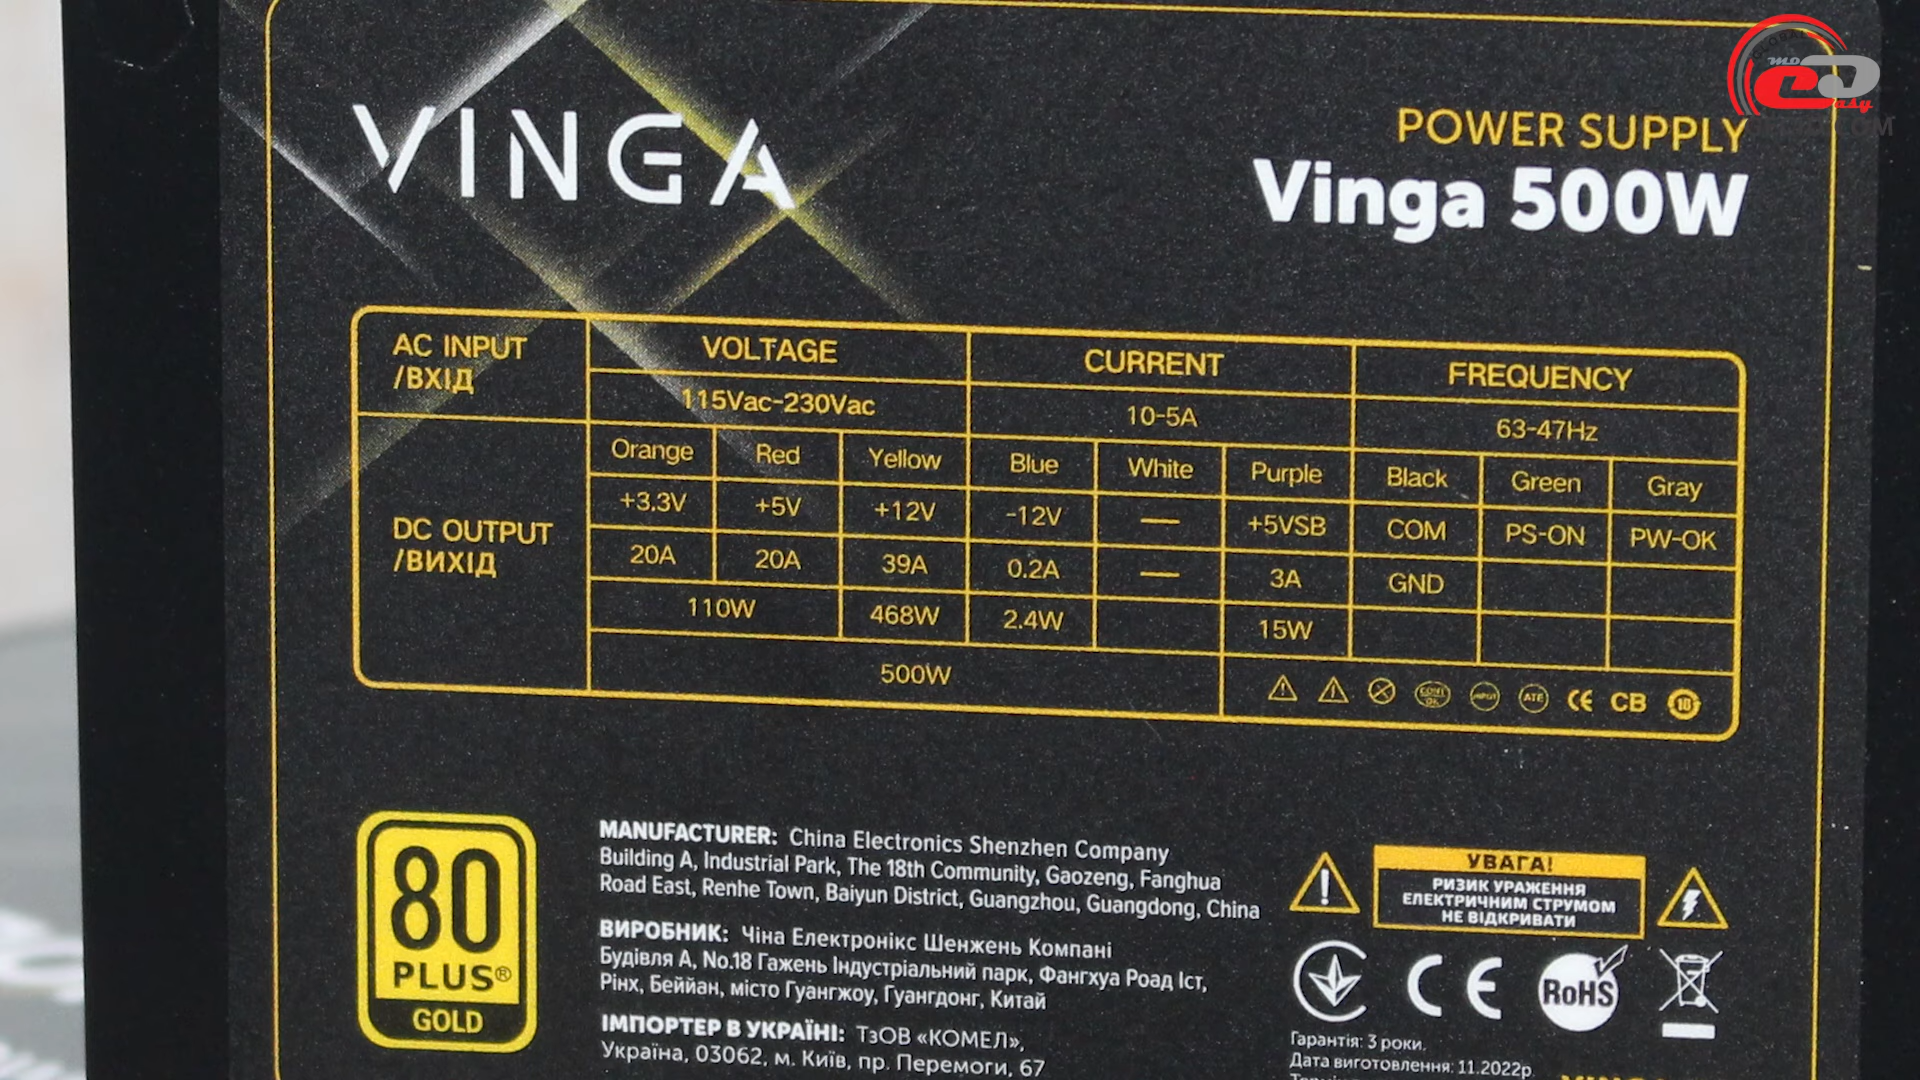 VINGA
POWER SUPPLY
Vinga 500W
AC INPUT
/ВХІД
VOLTAGE CURRENT FREQUENCY
115Vac-230Vac 10-5A 63-47Hz
DC OUTPUT
/ВИХІД
Orange Red Yellow Blue White Purple Black Green Gray
+3.3V +5V +12V -12V — +5VSB COM PS-ON PW-OK
20A 20A 39A 0.2A — 3A GND
110W 468W 2.4W 15W
500W
ATE CE CB 10
80
PLUS®
GOLD
MANUFACTURER: China Electronics Shenzhen Company
Building A, Industrial Park, The 18th Community, Gaozeng, Fanghua
Road East, Renhe Town, Baiyun District, Guangzhou, Guangdong, China
ВИРОБНИК: Чіна Електронікс Шенжень Компані
Будівля А, No.18 Гажень Індустріальний парк, Фангхуа Роад Іст,
Рінх, Беййан, місто Гуангжоу, Гуангдонг, Китай
ІМПОРТЕР В УКРАЇНІ: ТзОВ «КОМЕЛ»,
Україна, 03062, м. Київ, пр. Перемоги, 67
УВАГА!
РИЗИК УРАЖЕННЯ
ЕЛЕКТРИЧНИМ СТРУМОМ
НЕ ВІДКРИВАТИ
CE
RoHS
Гарантія: 3 роки.
Дата виготовлення: 11.2022р.